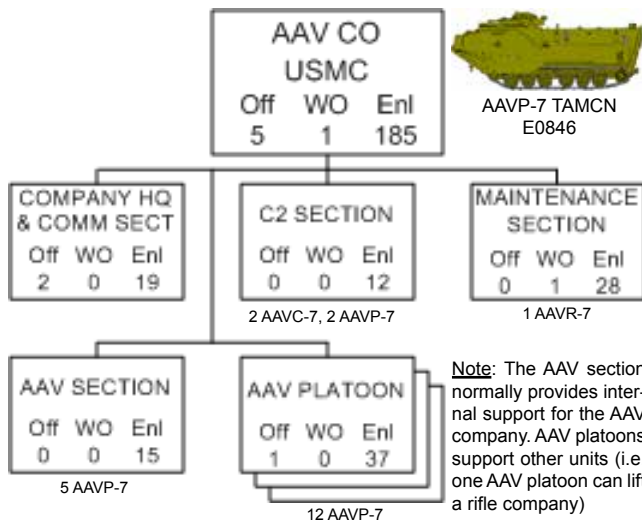 AAV CO
USMC
Off WO Enl
5 1 185
AAVP-7 TAMCN
E0846
COMPANY HQ
& COMM SECT
Off WO Enl
2 0 19
C2 SECTION
Off WO Enl
0 0 12
2 AAVC-7, 2 AAVP-7
MAINTENANCE
SECTION
Off WO Enl
0 1 28
1 AAVR-7
AAV SECTION
Off WO Enl
0 0 15
5 AAVP-7
AAV PLATOON
Off WO Enl
1 0 37
12 AAVP-7
Note: The AAV section
normally provides inter-
nal support for the AAV
company. AAV platoons
support other units (i.e
one AAV platoon can lift
a rifle company)